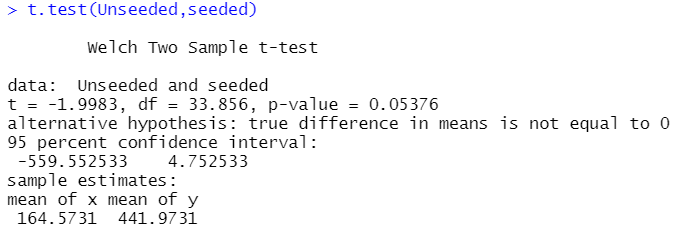 > t.test(Unseeded,seeded)
Welch Two Sample t-test
data:  Unseeded and seeded
t = -1.9983, df = 33.856, p-value = 0.05376
alternative hypothesis: true difference in means is not equal to 0
95 percent confidence interval:
 -559.552533    4.752533
sample estimates:
mean of x mean of y
 164.5731  441.9731